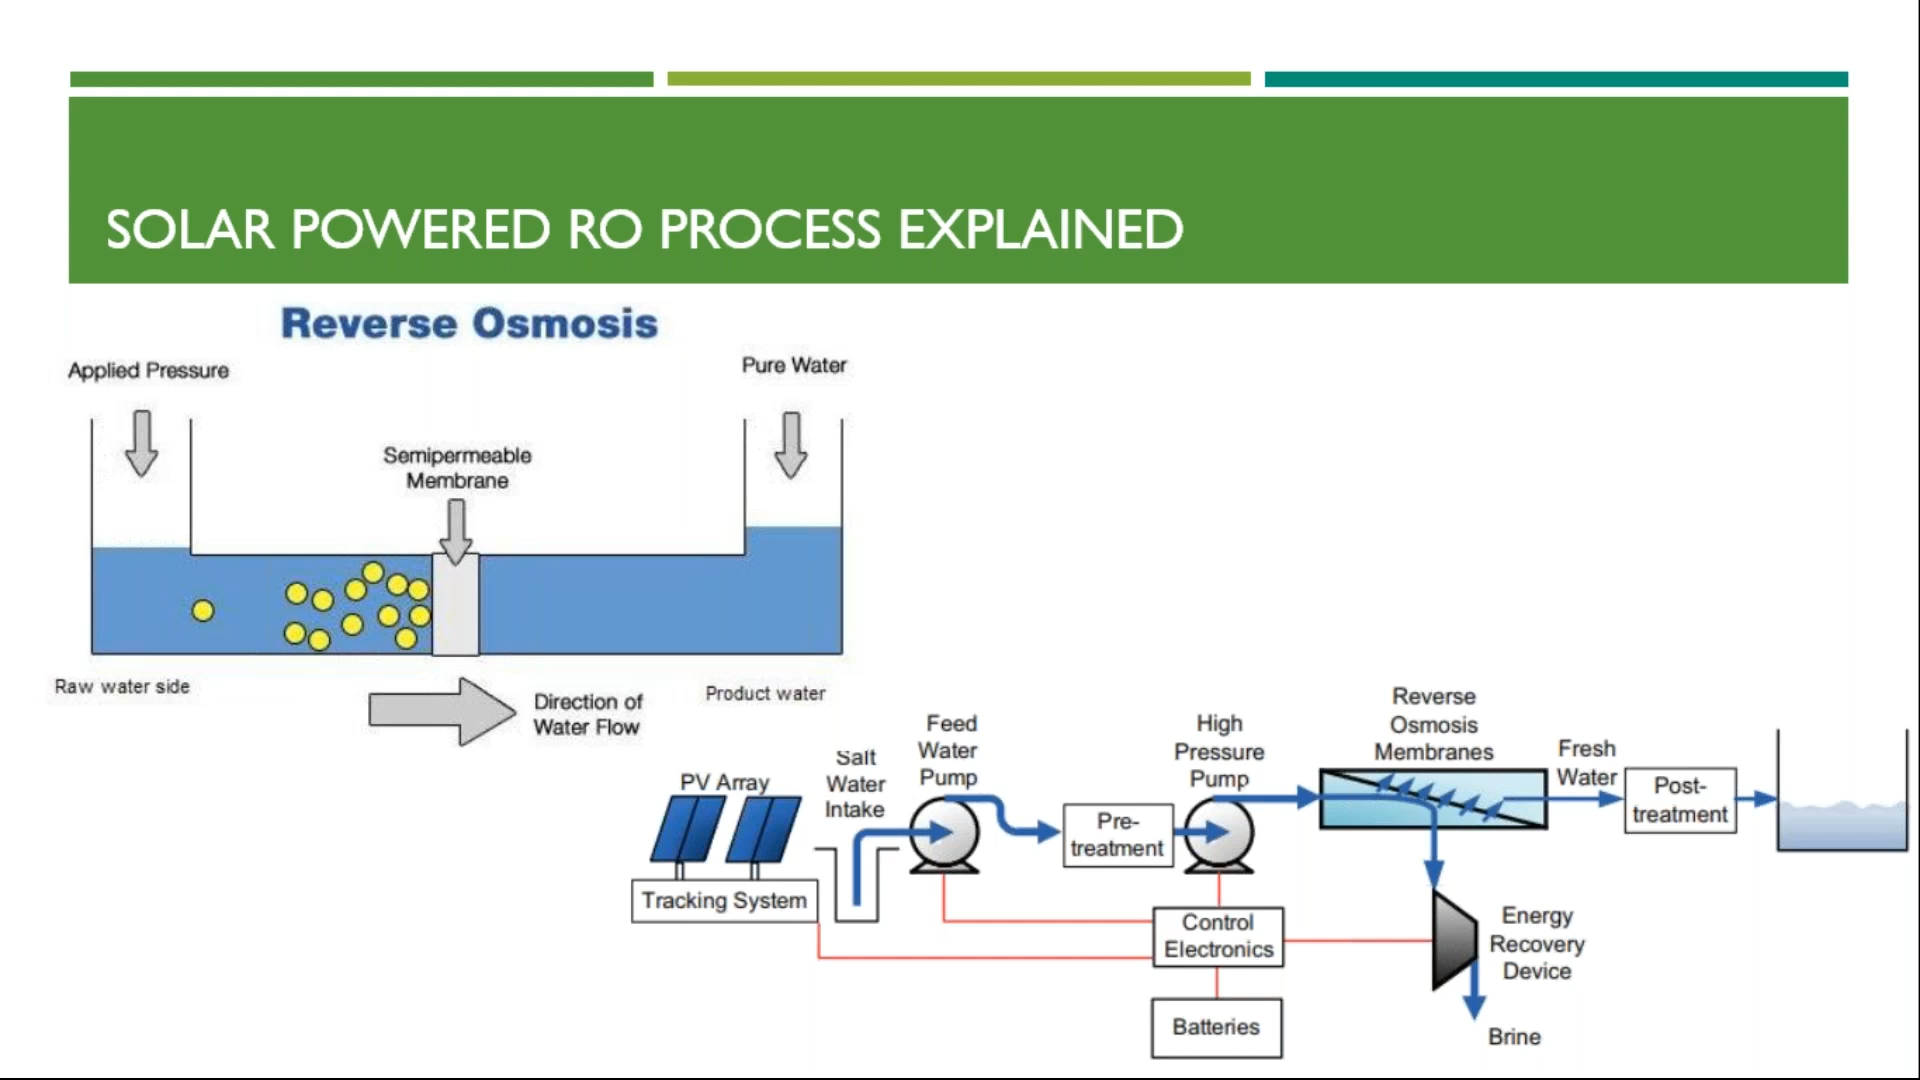 SOLAR POWERED RO PROCESS EXPLAINED
Reverse Osmosis
Applied Pressure
Pure Water
Semipermeable
Membrane
Raw water side
Direction of
Water Flow
Product water
PV Array
Tracking System
Salt
Water
Intake
Feed
Water
Pump
Pre-
treatment
High
Pressure
Pump
Reverse
Osmosis
Membranes
Fresh
Water
Post-
treatment
Control
Electronics
Batteries
Energy
Recovery
Device
Brine